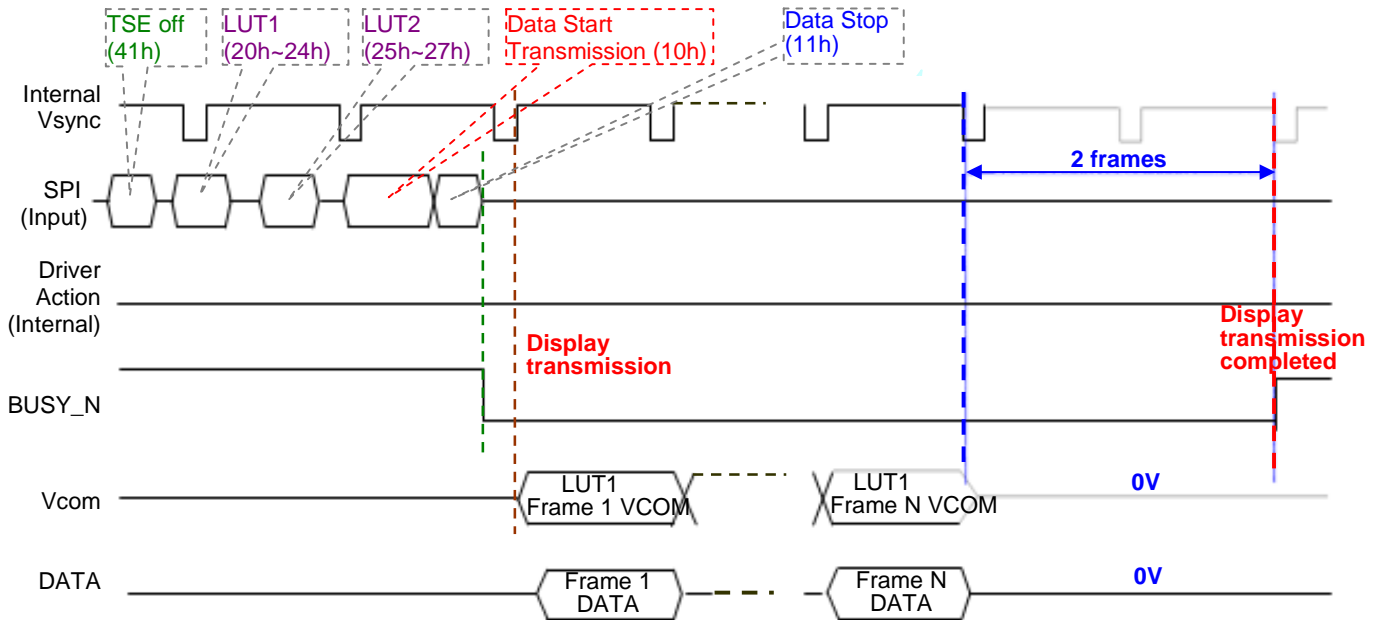 TSE off
(41h)
LUT1
(20h~24h)
LUT2
(25h~27h)
Data Start
Transmission (10h)
Data Stop
(11h)
Internal
Vsync
2 frames
SPI
(Input)
Driver
Action
(Internal)
Display
transmission
Display
transmission
completed
BUSY_N
Vcom
LUT1
Frame 1 VCOM
LUT1
Frame N VCOM
0V
DATA
Frame 1
DATA
Frame N
DATA
0V